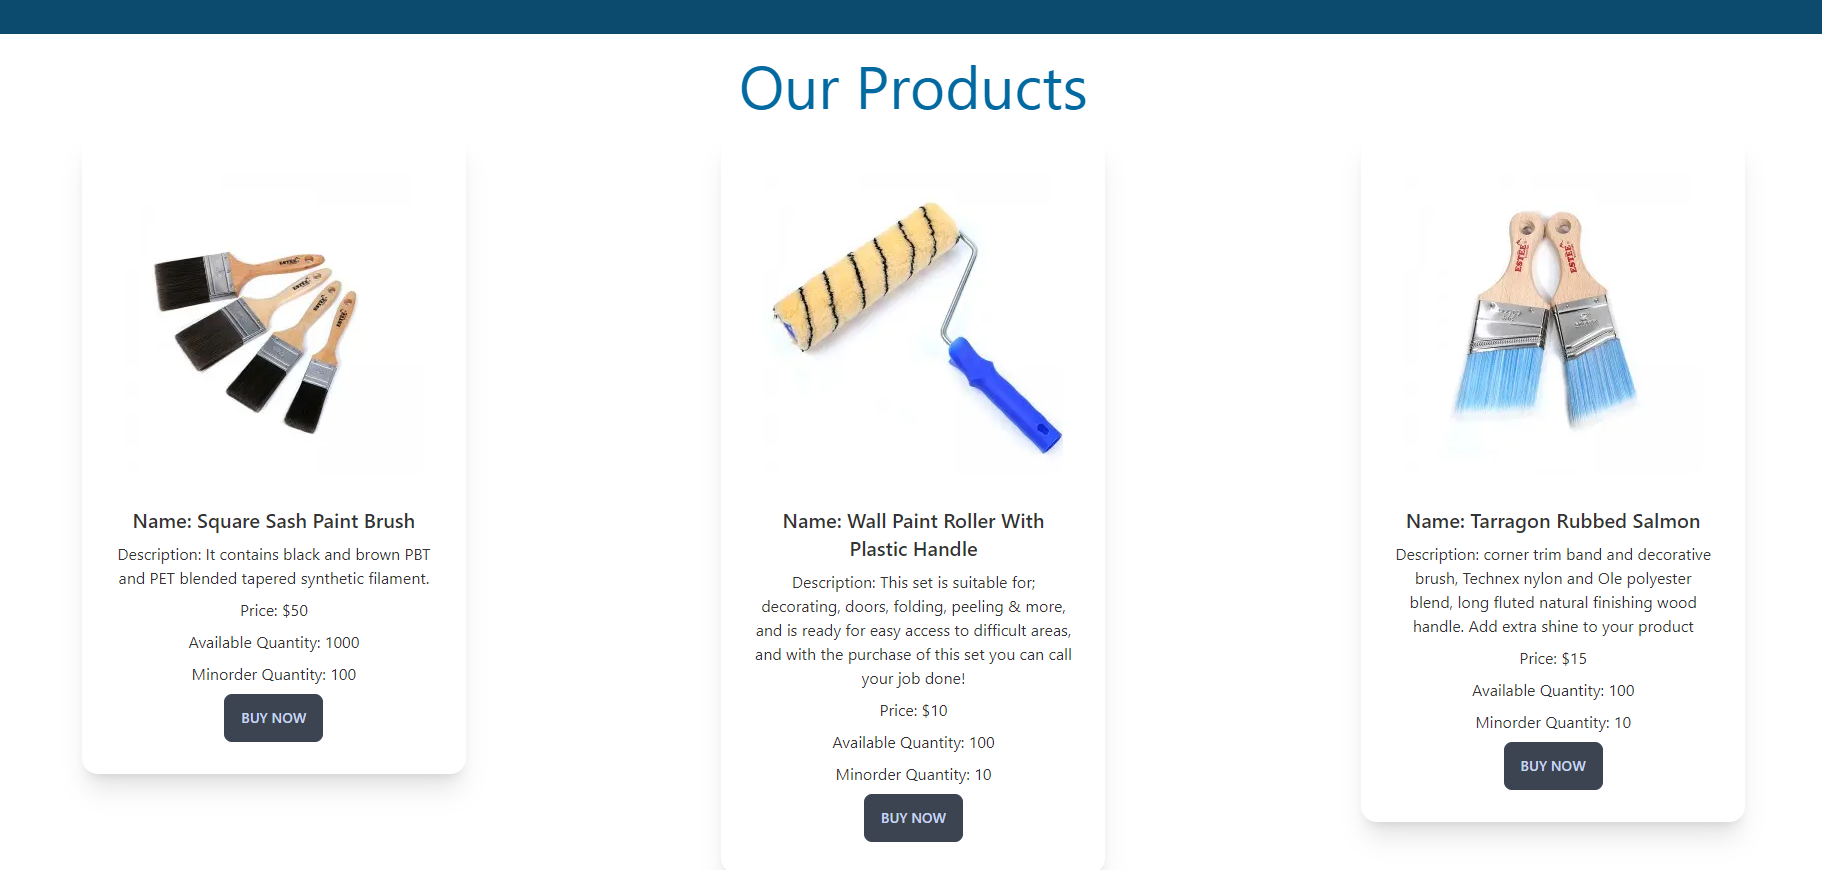 Our Products
ESTEE
ESTEE
ESTEE
ESTEE
ESTEE
ESTEE
Name: Square Sash Paint Brush
Description: It contains black and brown PBT
and PET blended tapered synthetic filament.
Price: $50
Available Quantity: 1000
Minorder Quantity: 100
BUY NOW
Name: Wall Paint Roller With
Plastic Handle
Description: This set is suitable for;
decorating, doors, folding, peeling & more,
and is ready for easy access to difficult areas,
and with the purchase of this set you can call
your job done!
Price: $10
Available Quantity: 100
Minorder Quantity: 10
BUY NOW
Name: Tarragon Rubbed Salmon
Description: corner trim band and decorative
brush, Technex nylon and Ole polyester
blend, long fluted natural finishing wood
handle. Add extra shine to your product
Price: $15
Available Quantity: 100
Minorder Quantity: 10
BUY NOW